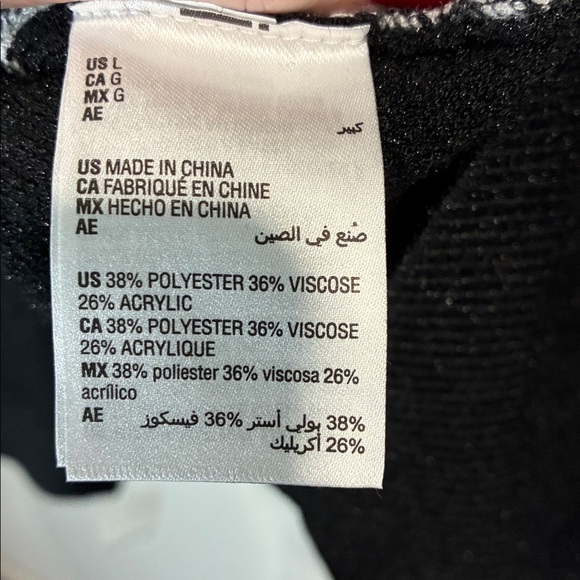 US L
CA G
MX G
AE
كبير
US MADE IN CHINA
CA FABRIQUÉ EN CHINE
MX HECHO EN CHINA
AE صُنع في الصين
US 38% POLYESTER 36% VISCOSE
26% ACRYLIC
CA 38% POLYESTER 36% VISCOSE
26% ACRYLIQUE
MX 38% poliester 36% viscosa 26%
acrílico
AE 38% بولي أستر 36% فيسكوز
26% أكريليك